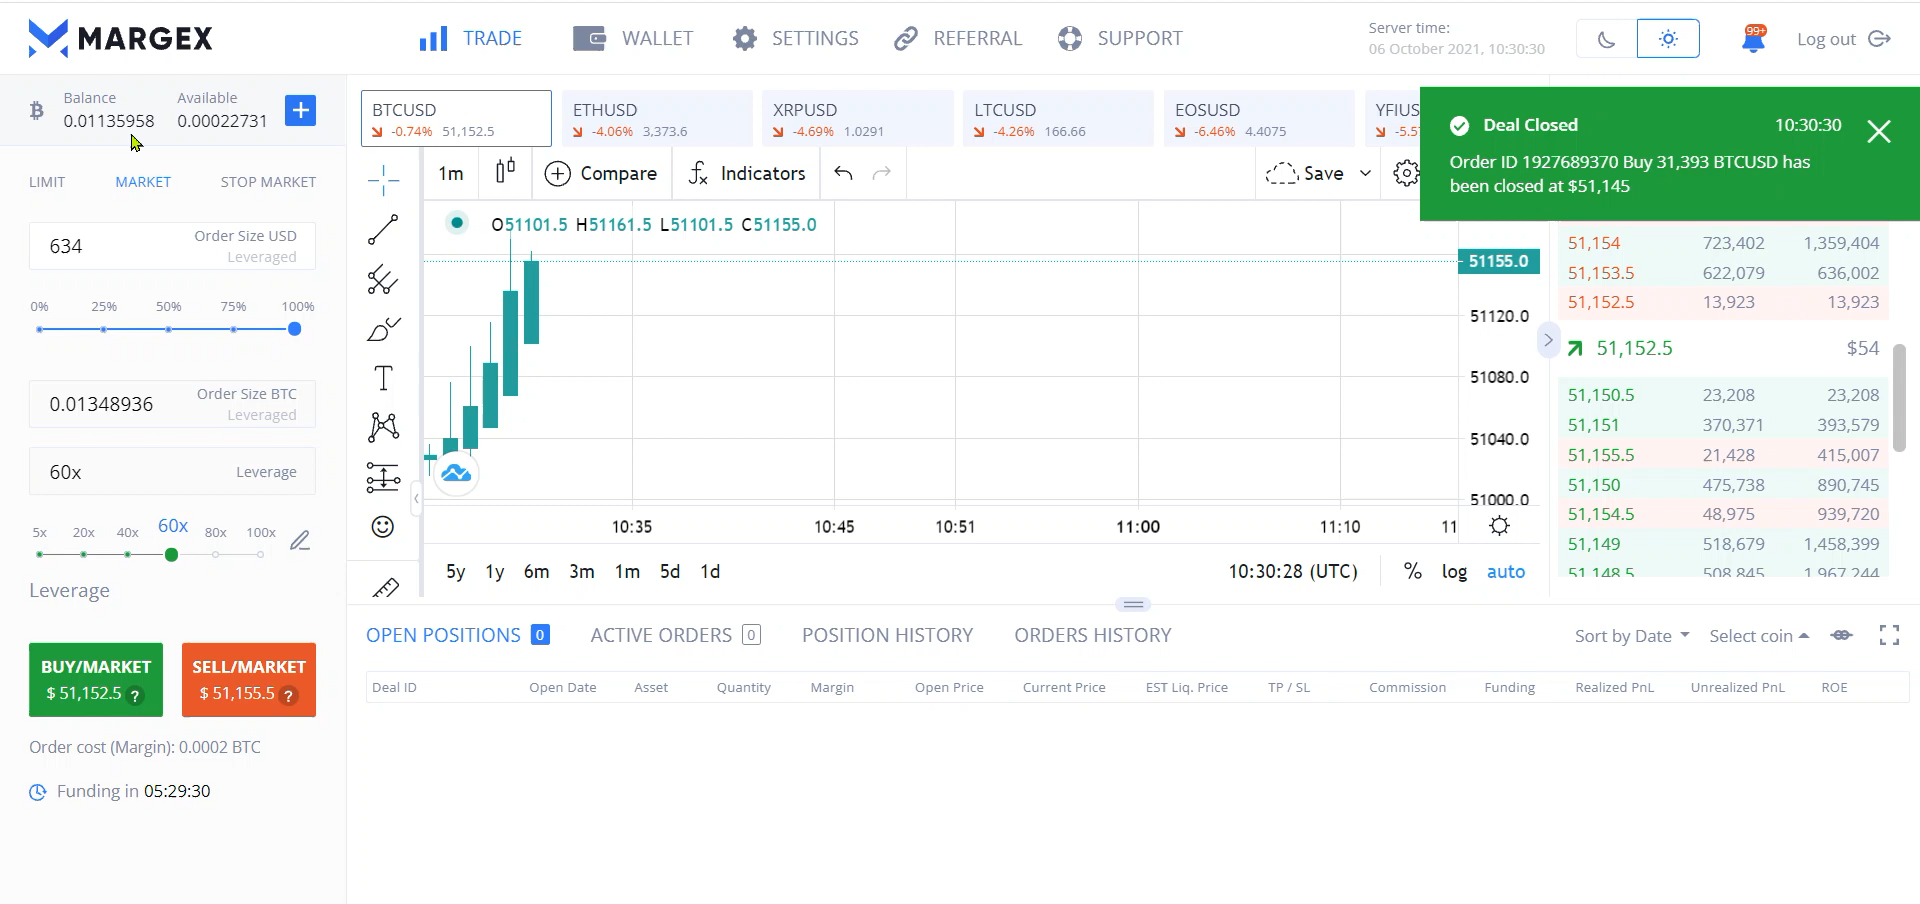 MARGEX
TRADE
WALLET
SETTINGS
REFERRAL
SUPPORT
Server time:
06 October 2021, 10:30:30
99+
Log out
Balance
0.01135958
Available
0.00022731
+
LIMIT MARKET STOP MARKET
634
Order Size USD
Leveraged
0% 25% 50% 75% 100%
0.01348936
Order Size BTC
Leveraged
60x Leverage
5x 20x 40x 60x 80x 100x
Leverage
BUY/MARKET
$ 51,152.5 ?
SELL/MARKET
$ 51,155.5 ?
Order cost (Margin): 0.0002 BTC
Funding in 05:29:30
BTCUSD
-0.74% 51,152.5
ETHUSD
-4.06% 3,373.6
XRPUSD
-4.69% 1.0291
LTCUSD
-4.26% 166.66
EOSUSD
-6.46% 4.4075
YFIUS
-5.5
Deal Closed 10:30:30
Order ID 1927689370 Buy 31,393 BTCUSD has
been closed at $51,145
1m Compare Indicators Save
O51101.5 H51161.5 L51101.5 C51155.0
51155.0
51120.0
51080.0
51040.0
51000.0
10:35 10:45 10:51 11:00 11:10 11
5y 1y 6m 3m 1m 5d 1d 10:30:28 (UTC) % log auto
51,154 723,402 1,359,404
51,153.5 622,079 636,002
51,152.5 13,923 13,923
51,152.5 $54
51,150.5 23,208 23,208
51,151 370,371 393,579
51,155.5 21,428 415,007
51,150 475,738 890,745
51,154.5 48,975 939,720
51,149 518,679 1,458,399
51,148.5 508,845 1,967,244
OPEN POSITIONS 0 ACTIVE ORDERS 0 POSITION HISTORY ORDERS HISTORY Sort by Date Select coin
Deal ID Open Date Asset Quantity Margin Open Price Current Price EST Liq. Price TP / SL Commission Funding Realized PnL Unrealized PnL ROE